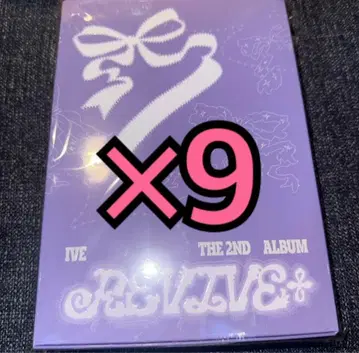 ×9
IVE THE 2ND ALBUM
REVIVE+